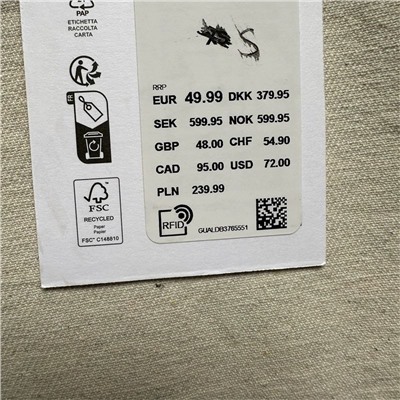 PAP
ETICHETTA
RACCOLTA
CARTA
FR
FSC
RECYCLED
Paper
Papier
FSC™ C148810
S
RRP
EUR 49.99 DKK 379.95
SEK 599.95 NOK 599.95
GBP 48.00 CHF 54.90
CAD 95.00 USD 72.00
PLN 239.99
RFID
GUALDB3765551